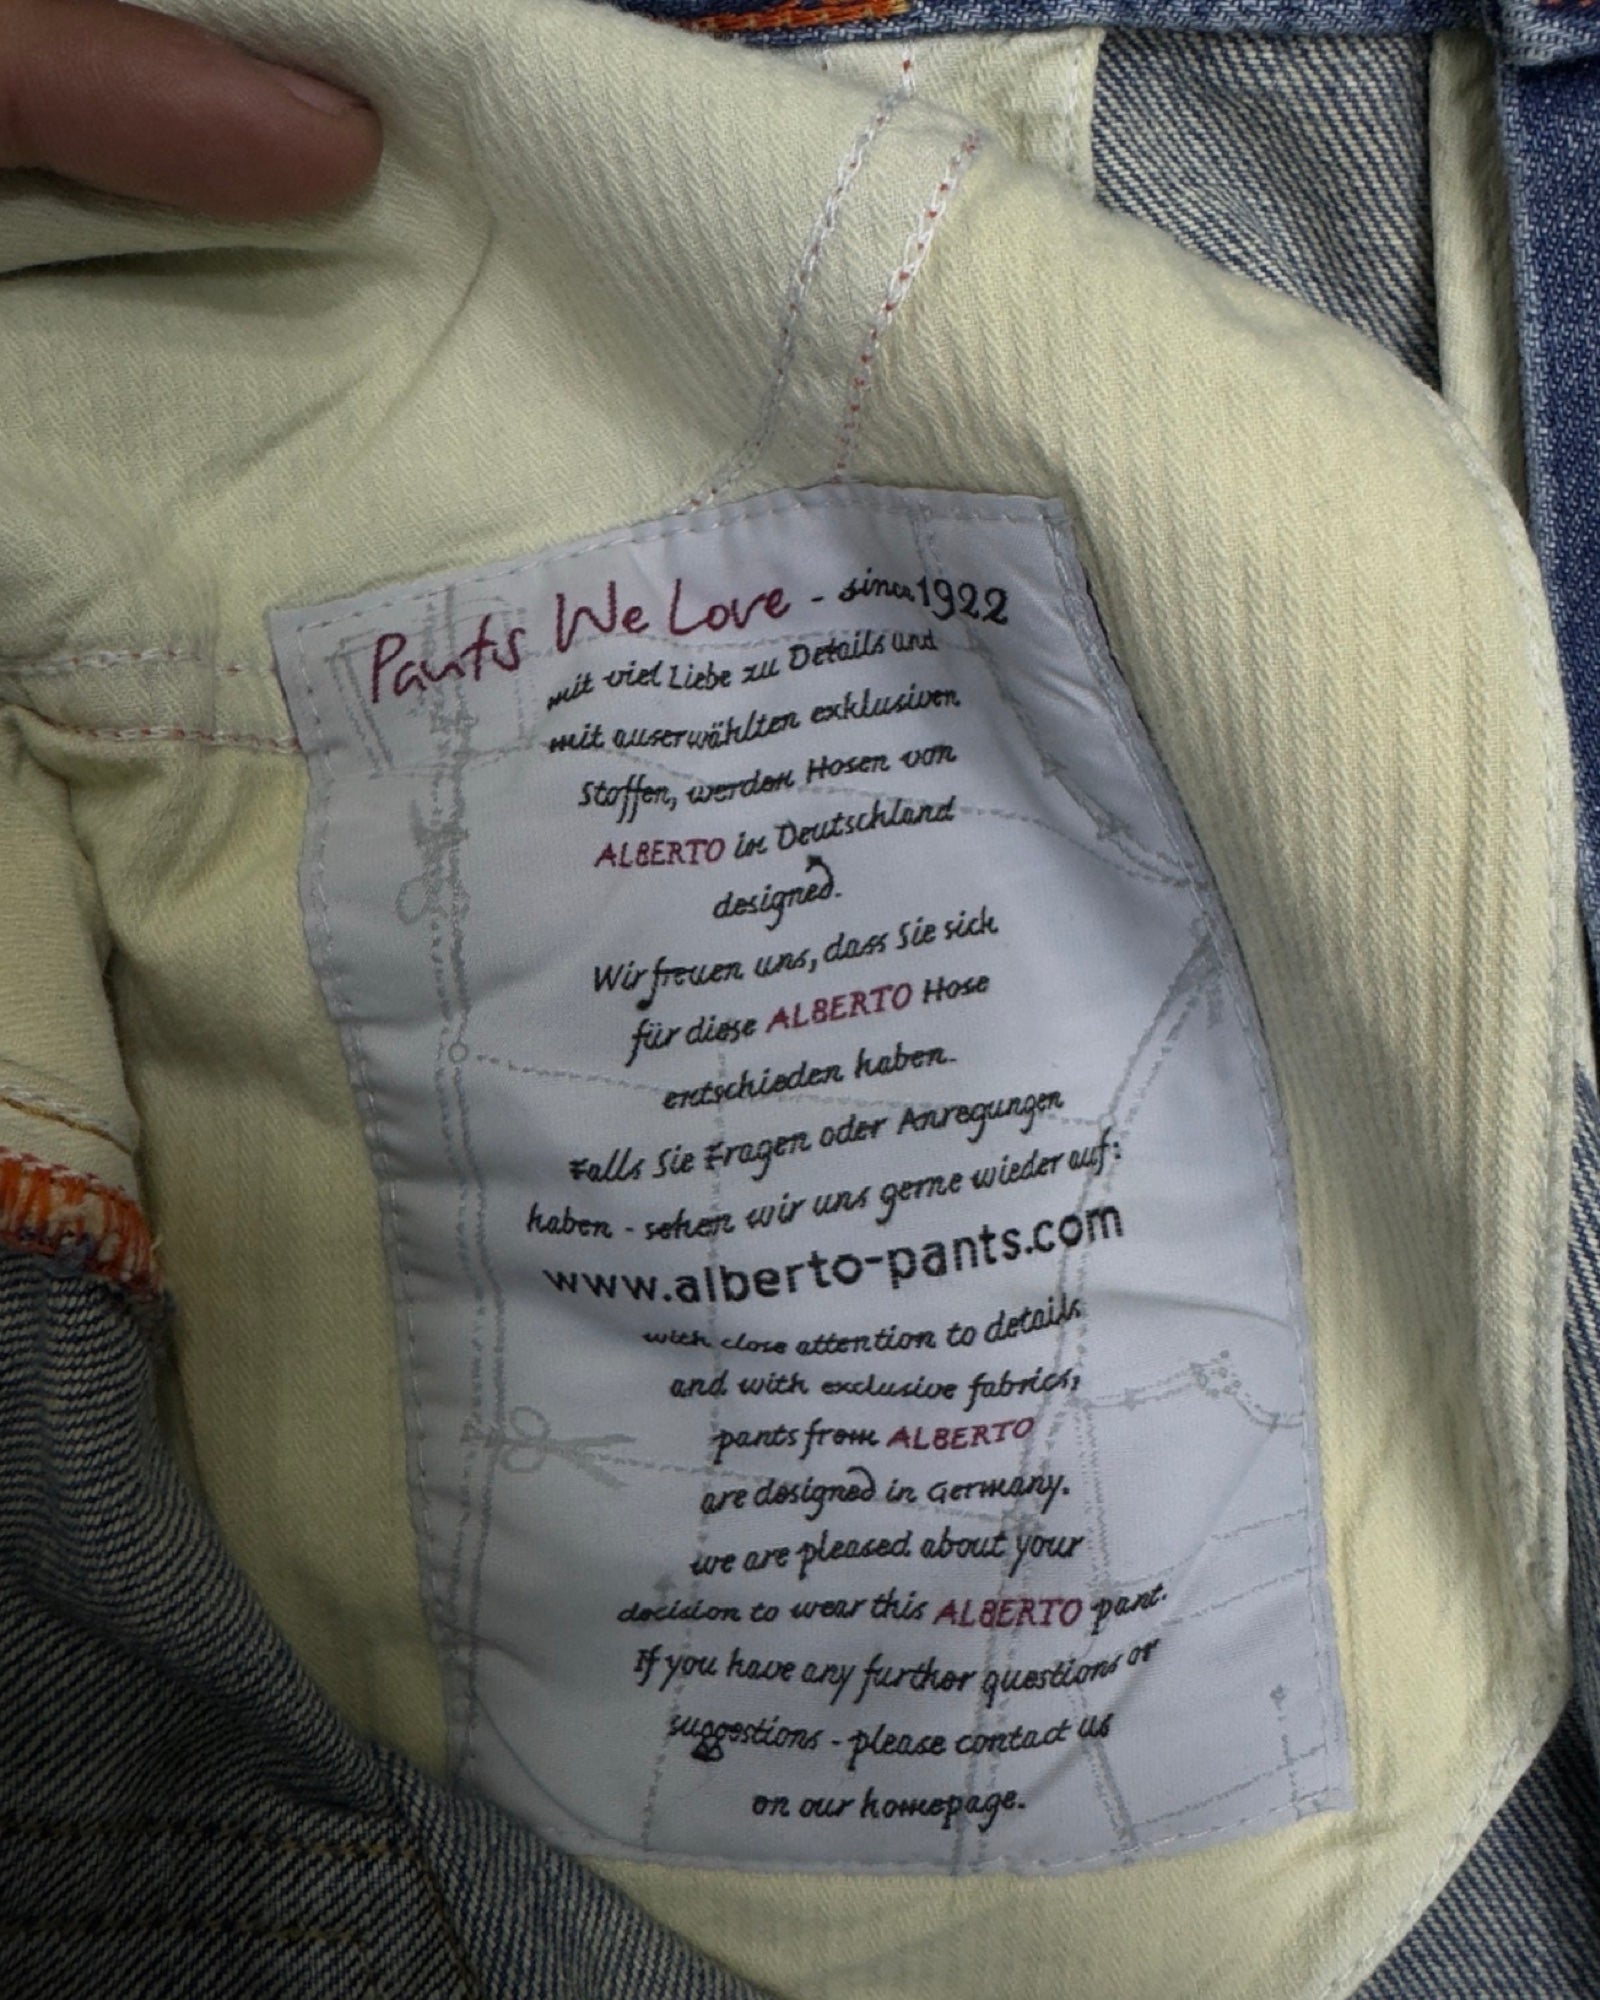 Pants We Love - since 1922
mit viel Liebe zu Details und
mit auserwählten exklusiven
Stoffen, werden Hosen von
ALBERTO in Deutschland
designed.
Wir freuen uns, dass Sie sich
für diese ALBERTO Hose
entschieden haben.
Falls Sie Fragen oder Anregungen
haben - sehen wir uns gerne wieder auf:
www.alberto-pants.com
with close attention to details
and with exclusive fabrics,
pants from ALBERTO
are designed in Germany.
we are pleased about your
decision to wear this ALBERTO pant.
If you have any further questions or
suggestions - please contact us
on our homepage.